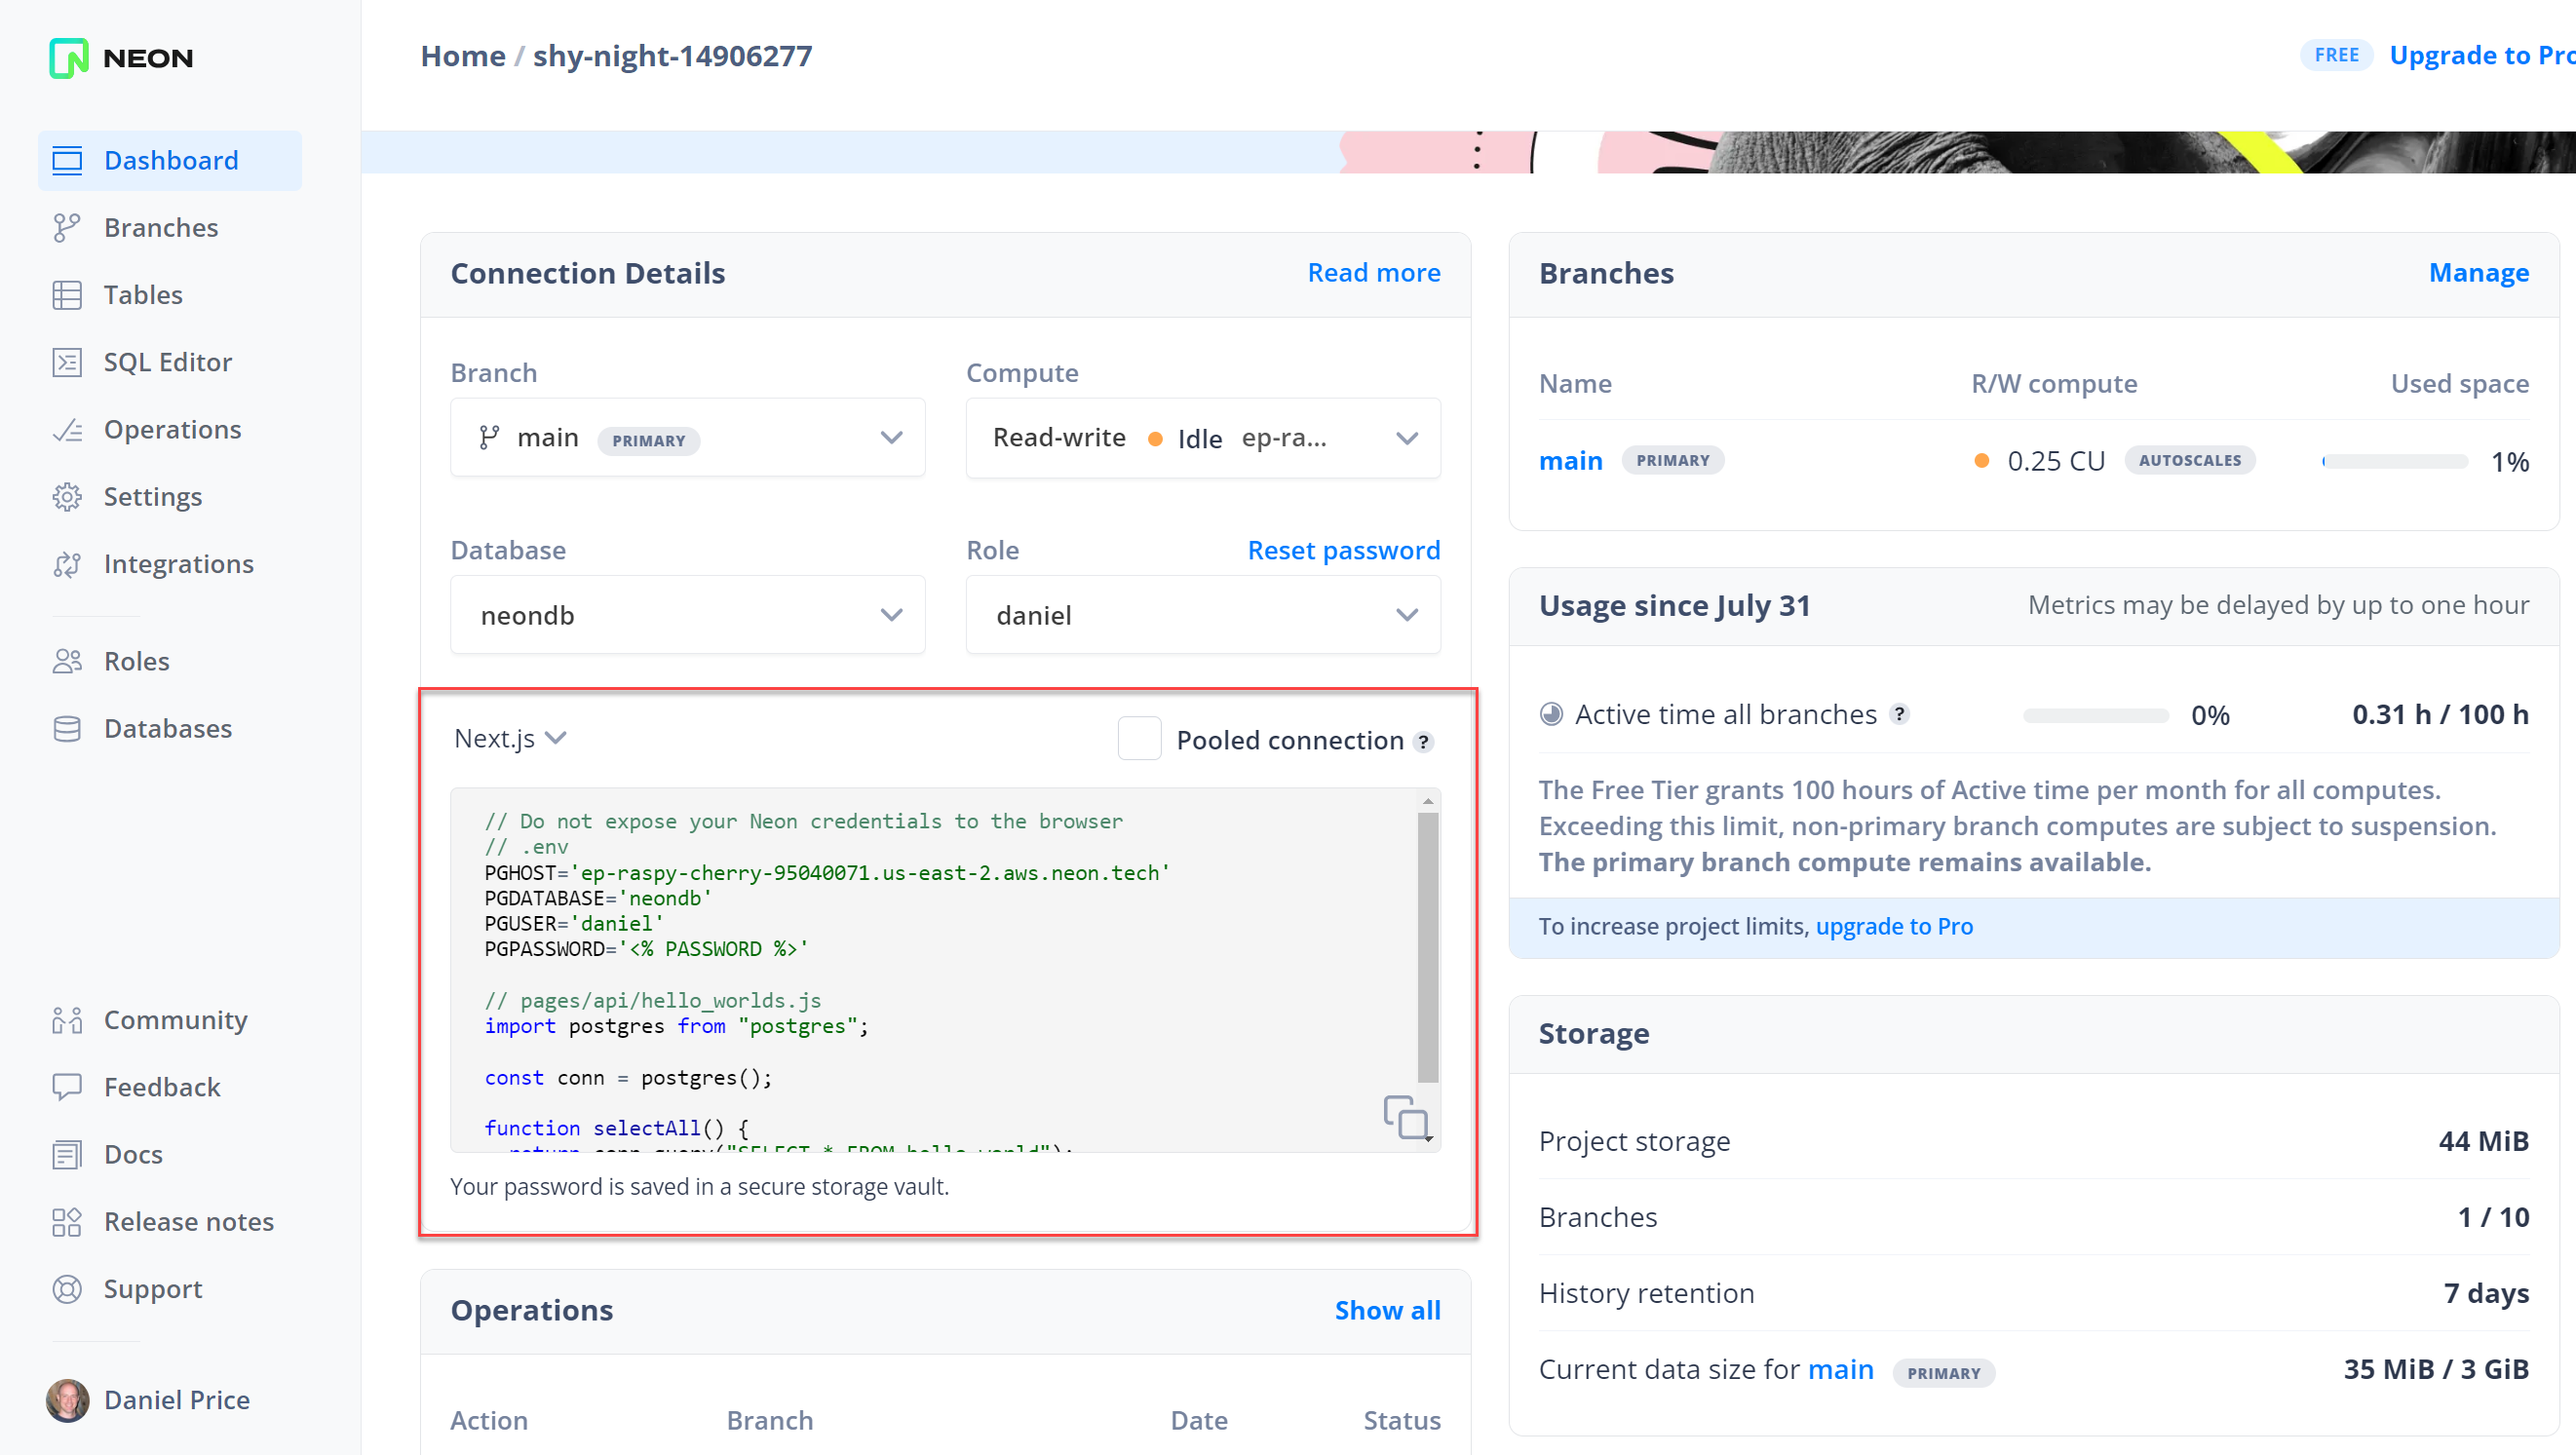 NEON
Home / shy-night-14906277
FREE Upgrade to Pro
Dashboard
Branches
Tables
SQL Editor
Operations
Settings
Integrations
Roles
Databases
Community
Feedback
Docs
Release notes
Support
Daniel Price
Connection Details Read more
Branch Compute
main PRIMARY Read-write Idle ep-ra...
Database Role Reset password
neondb daniel
Next.js Pooled connection ?
// Do not expose your Neon credentials to the browser
// .env
PGHOST='ep-raspy-cherry-95040071.us-east-2.aws.neon.tech'
PGDATABASE='neondb'
PGUSER='daniel'
PGPASSWORD='<% PASSWORD %>'
// pages/api/hello_worlds.js
import postgres from "postgres";
const conn = postgres();
function selectAll() {
return conn.query("SELECT * FROM hello_world");
Your password is saved in a secure storage vault.
Operations Show all
Action Branch Date Status
Branches Manage
Name R/W compute Used space
main PRIMARY 0.25 CU AUTOSCALES 1%
Usage since July 31 Metrics may be delayed by up to one hour
Active time all branches ? 0% 0.31 h / 100 h
The Free Tier grants 100 hours of Active time per month for all computes.
Exceeding this limit, non-primary branch computes are subject to suspension.
The primary branch compute remains available.
To increase project limits, upgrade to Pro
Storage
Project storage 44 MiB
Branches 1 / 10
History retention 7 days
Current data size for main PRIMARY 35 MiB / 3 GiB